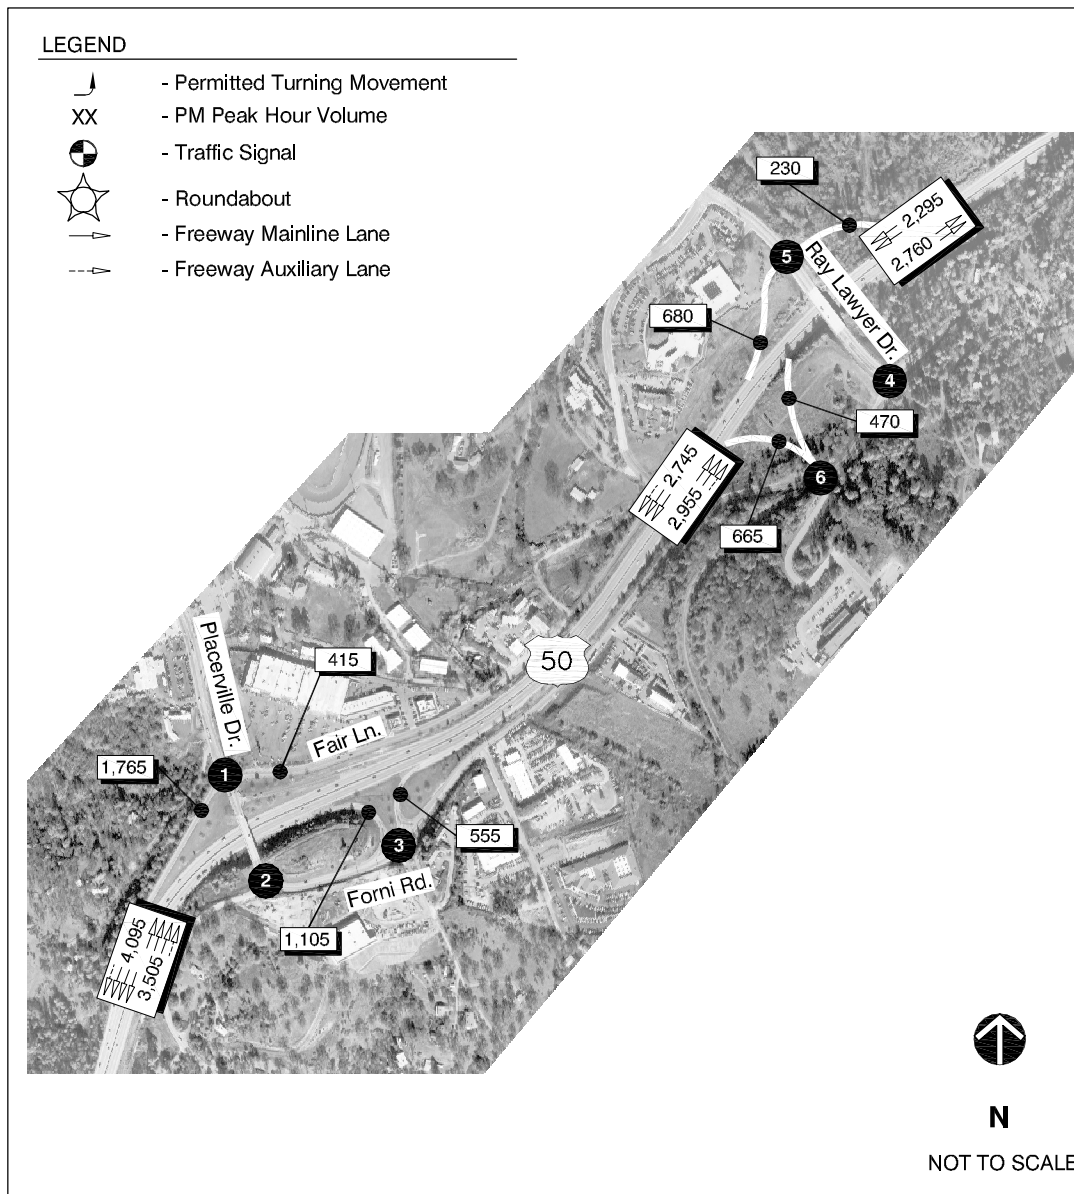 LEGEND
- Permitted Turning Movement
XX - PM Peak Hour Volume
- Traffic Signal
- Roundabout
- Freeway Mainline Lane
- Freeway Auxiliary Lane
230
2,295
2,760
5
Ray Lawyer Dr.
680
4
470
2,745
2,955
6
665
50
Placerville Dr.
415
Fair Ln.
1,765
1
555
3
2
Forni Rd.
1,105
4,095
3,505
N
NOT TO SCALE